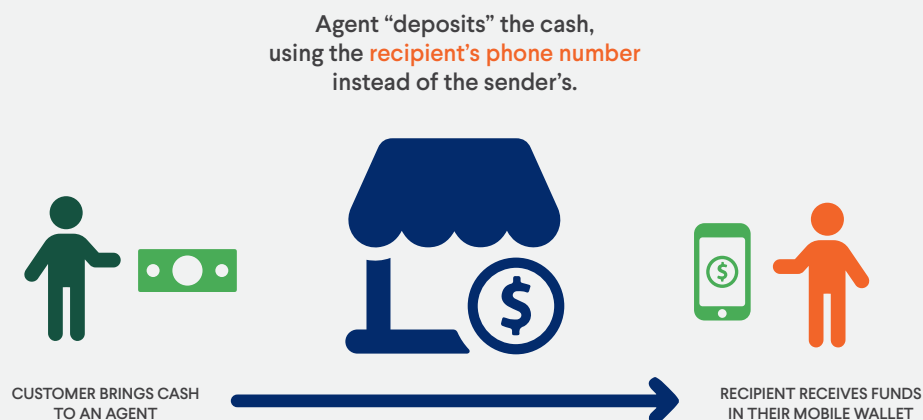 Agent “deposits” the cash,
using the recipient’s phone number
instead of the sender’s.
$
$
CUSTOMER BRINGS CASH
TO AN AGENT
RECIPIENT RECEIVES FUNDS
IN THEIR MOBILE WALLET